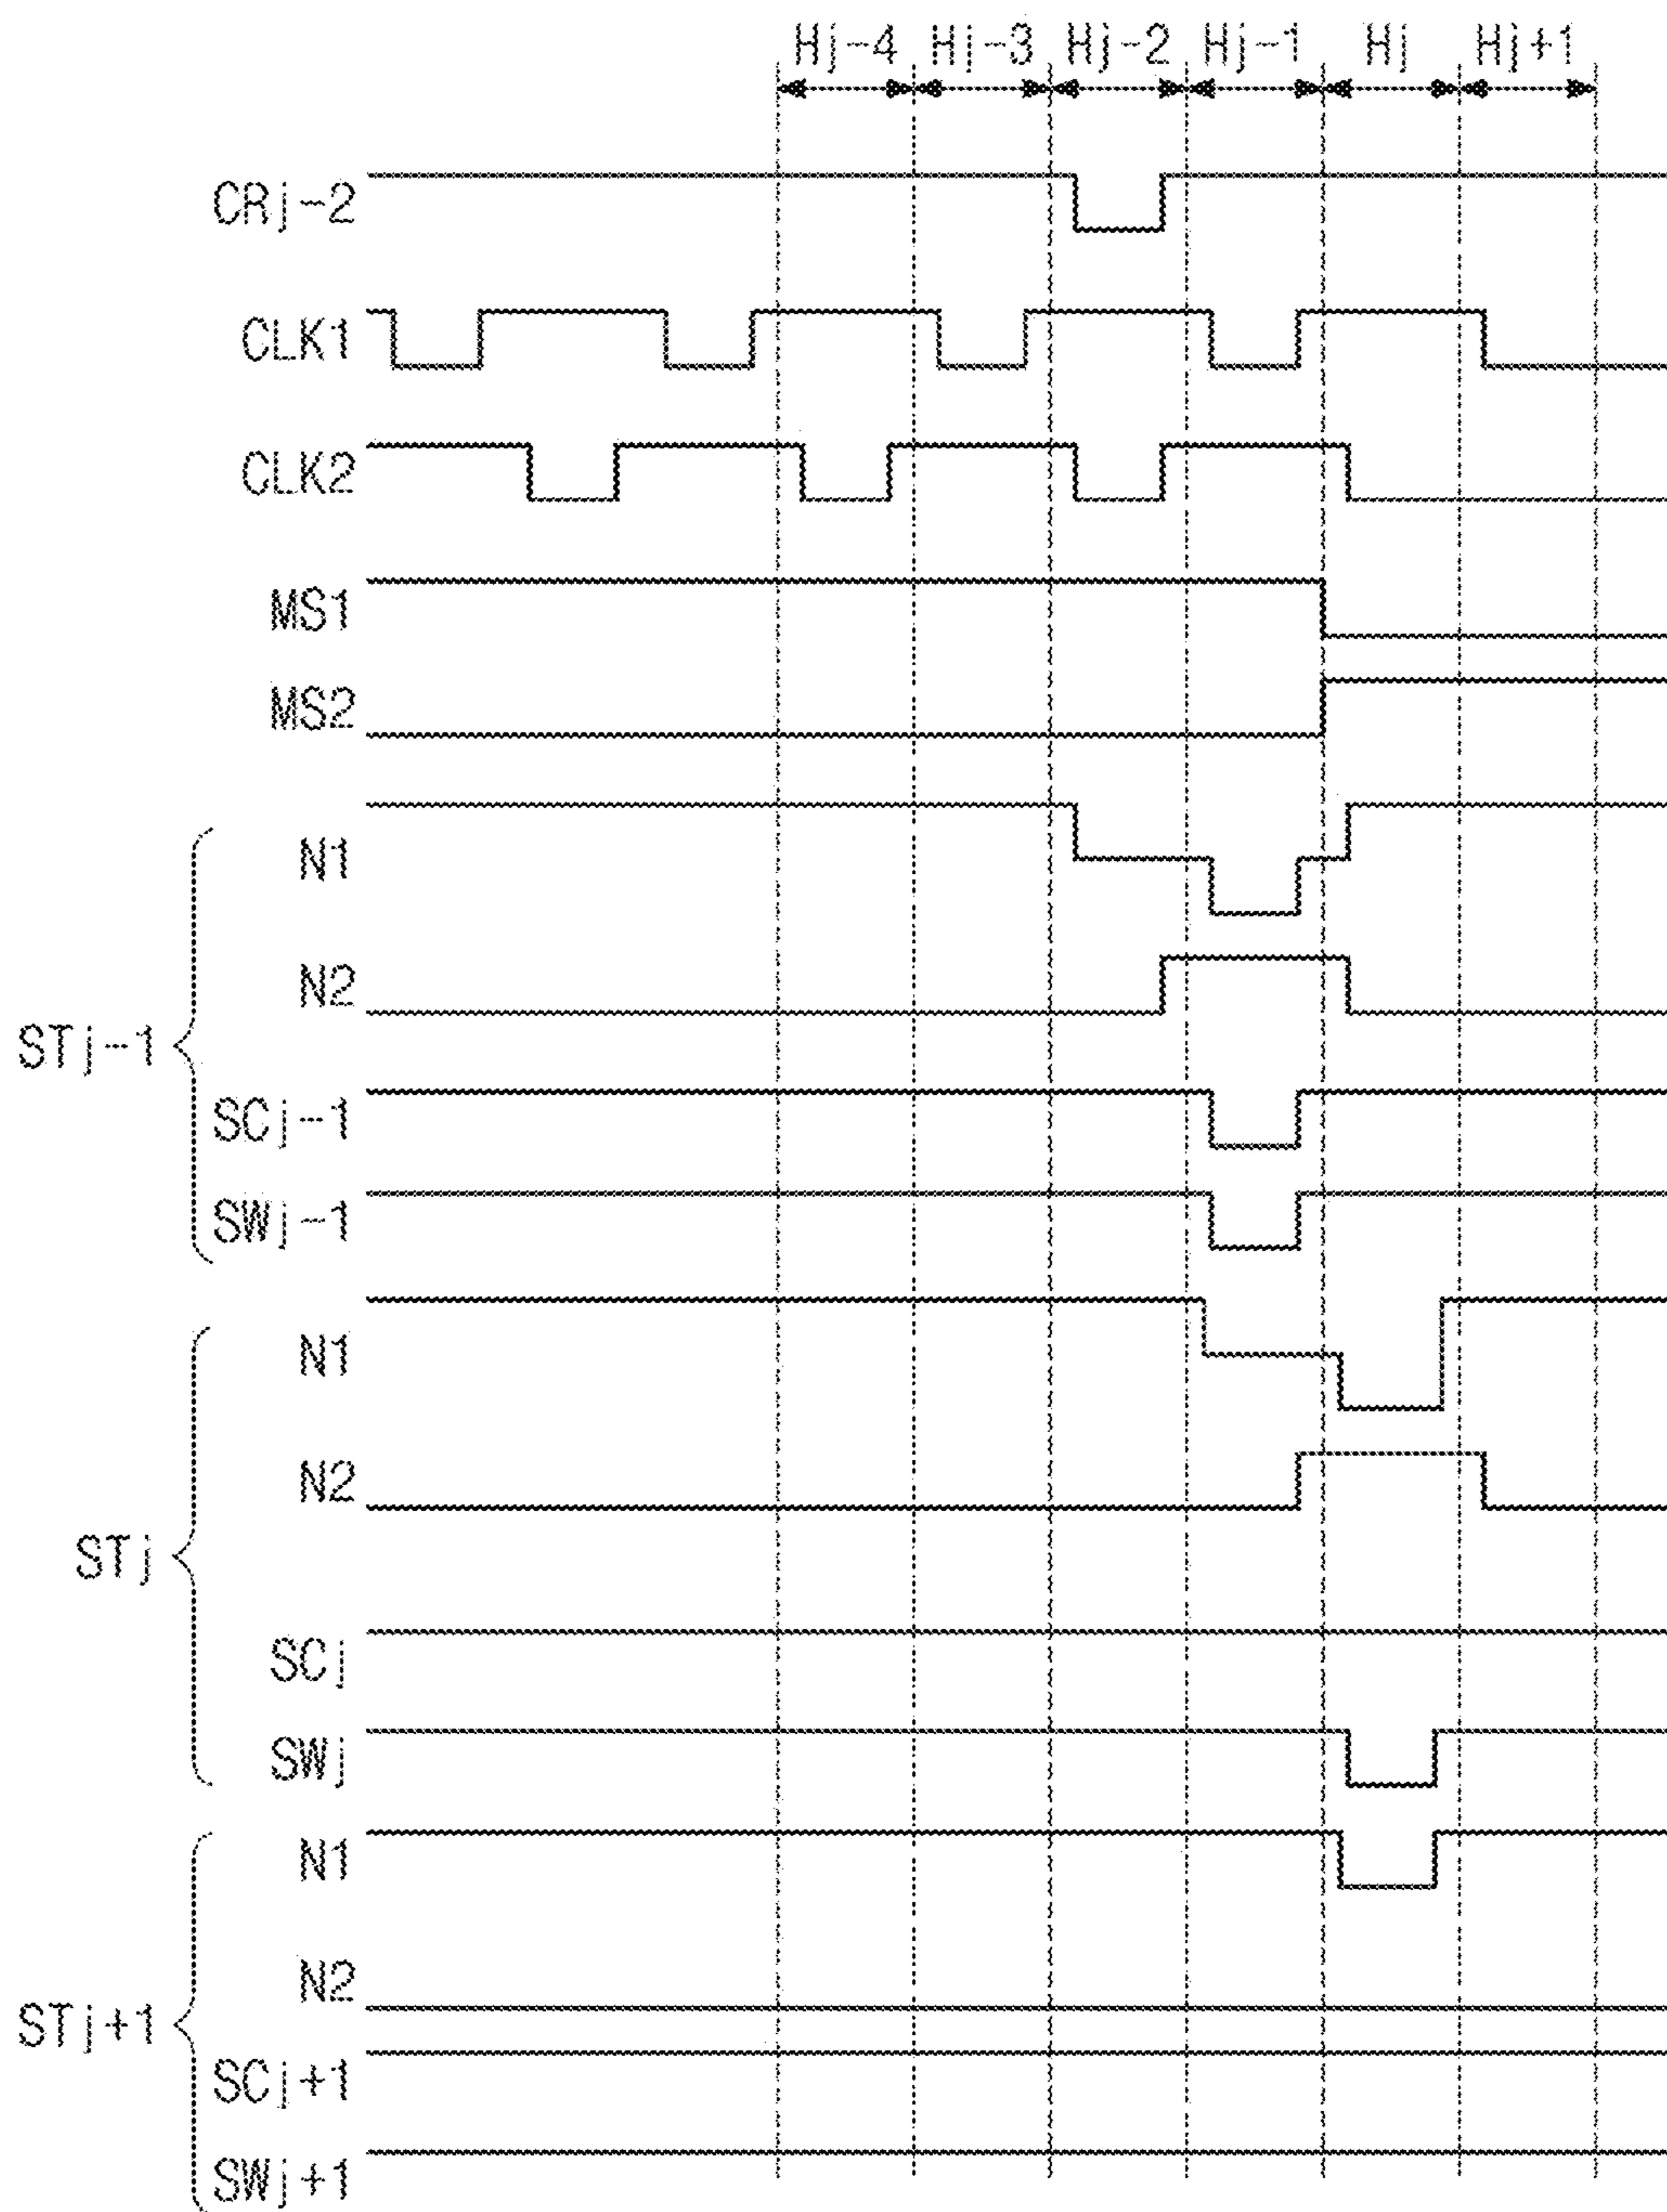 Hj-4 Hj-3 Hj-2 Hj-1 Hj Hj+1
CRj-2
CLK1
CLK2
MS1
MS2
STj-1
N1
N2
SCj-1
SWj-1
STj
N1
N2
SCj
SWj
STj+1
N1
N2
SCj+1
SWj+1